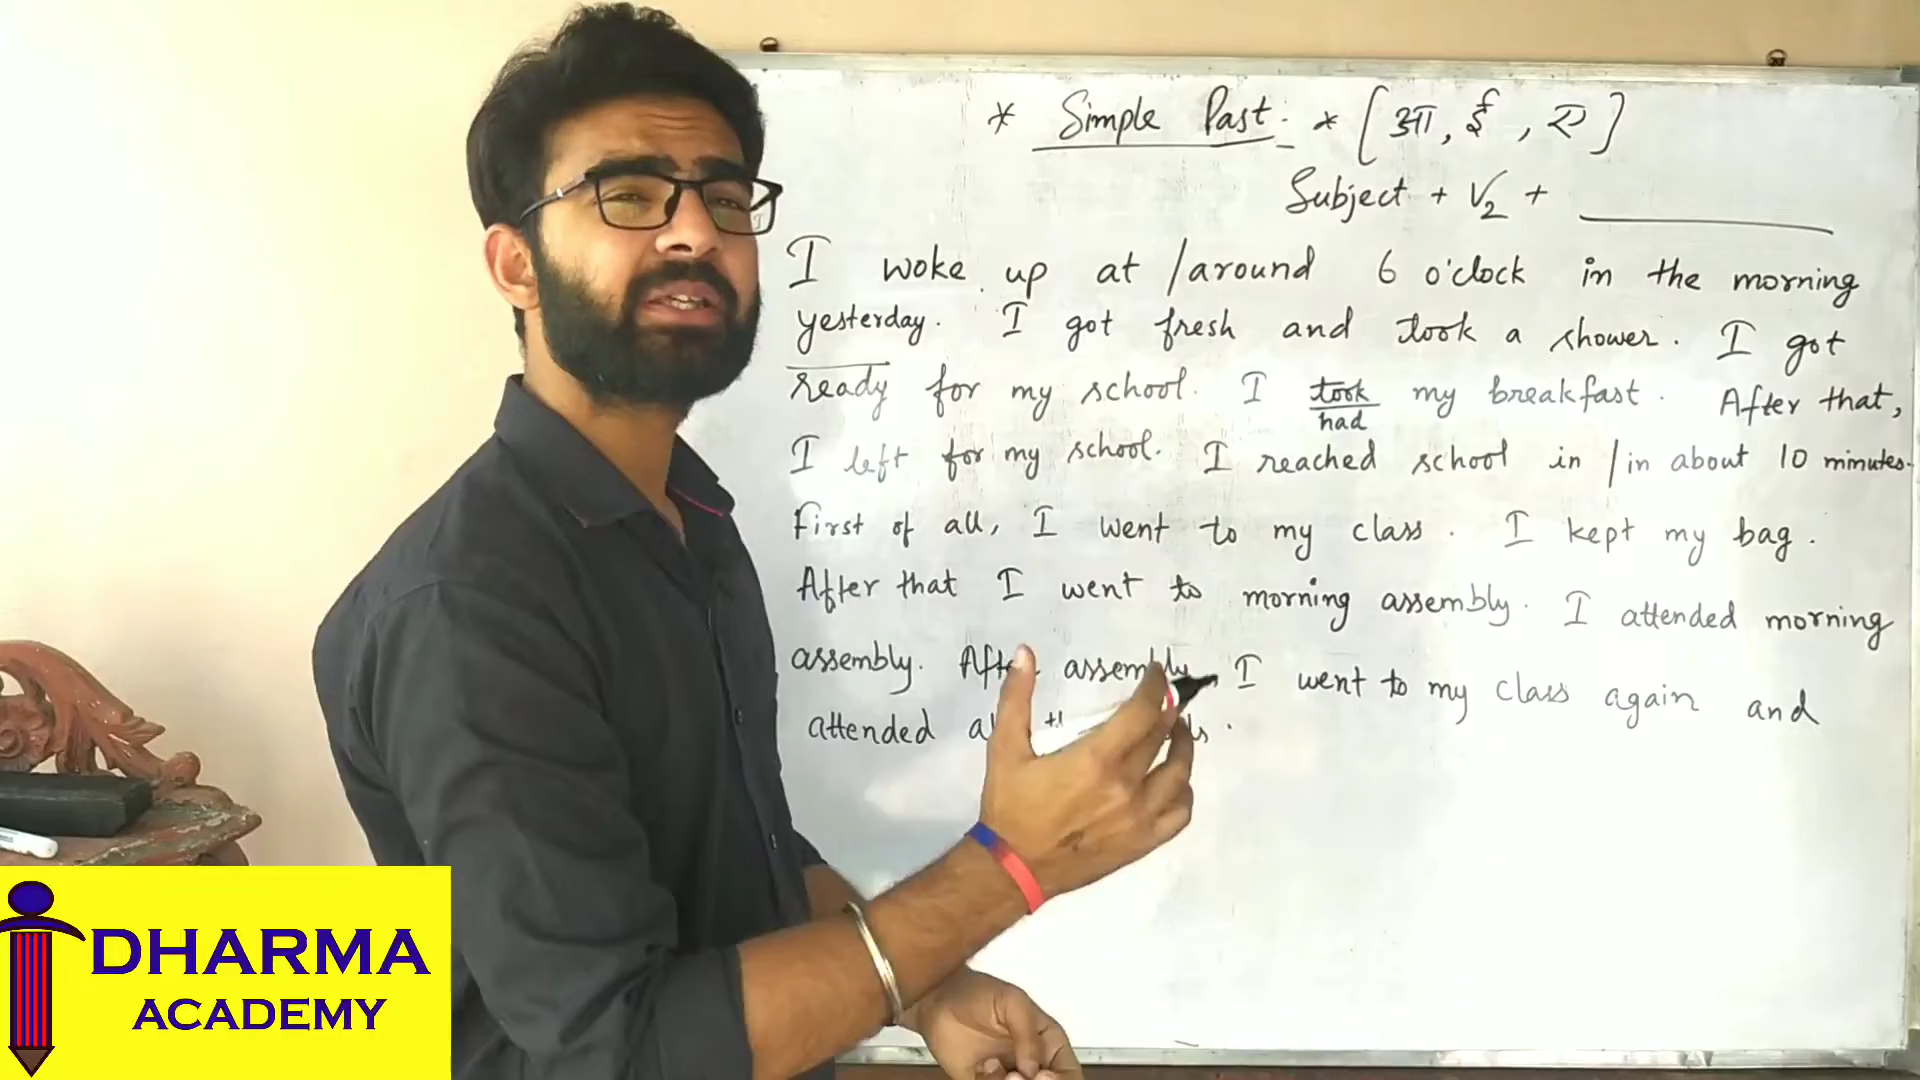 * Simple Past :- * [आ, ई, ए]
Subject + V2 + ________
I woke up at /around 6 o'clock in the morning
yesterday. I got fresh and took a shower. I got
ready for my school. I took my breakfast. After that,
had
I left for my school. I reached school in /in about 10 minutes.
First of all, I went to my class. I kept my bag.
After that I went to morning assembly. I attended morning
assembly. assembly I went to my class again and
attended
DHARMA
ACADEMY